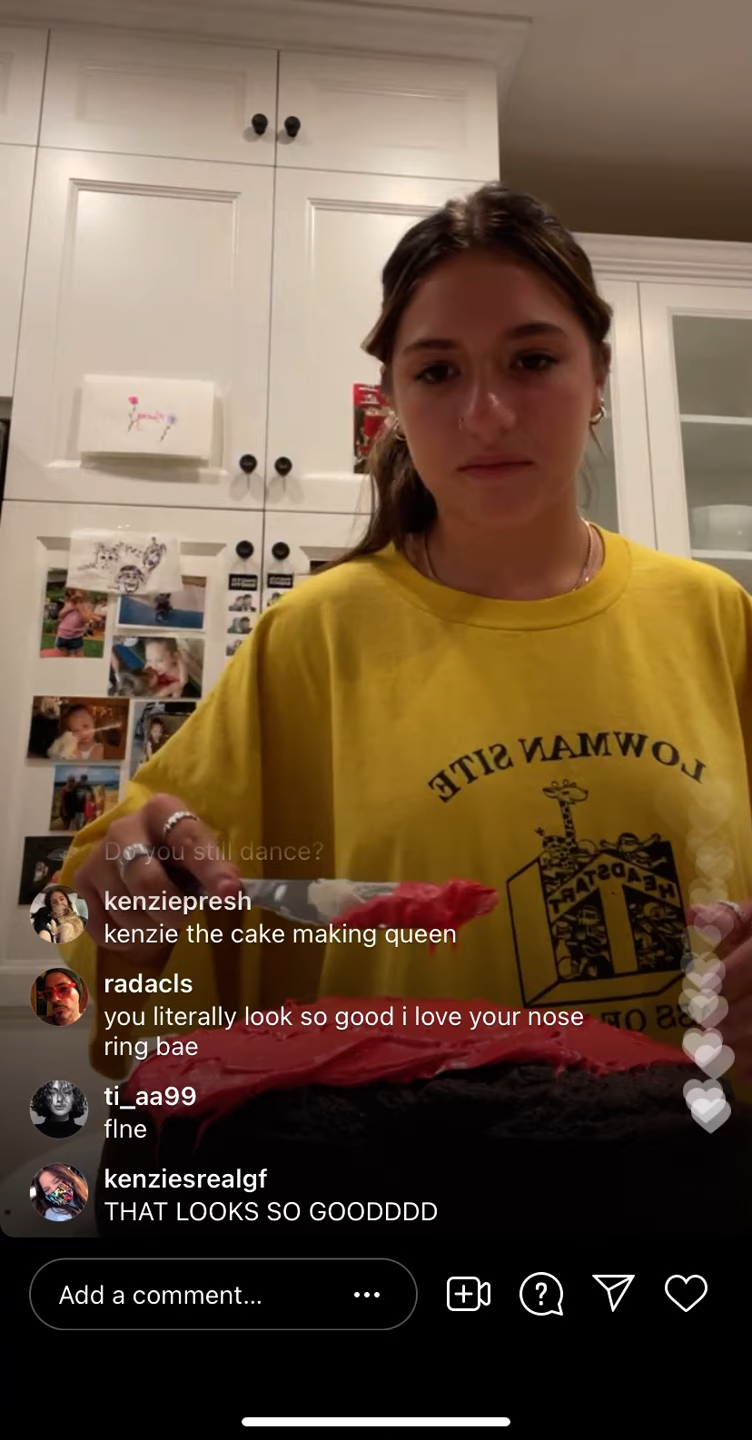 LOWMAN SITE
HEADSTART
Do you still dance?
kenziepresh
kenzie the cake making queen
radacls
you literally look so good i love your nose
ring bae
ti_aa99
fIne
kenziesrealgf
THAT LOOKS SO GOODDDD
Add a comment...